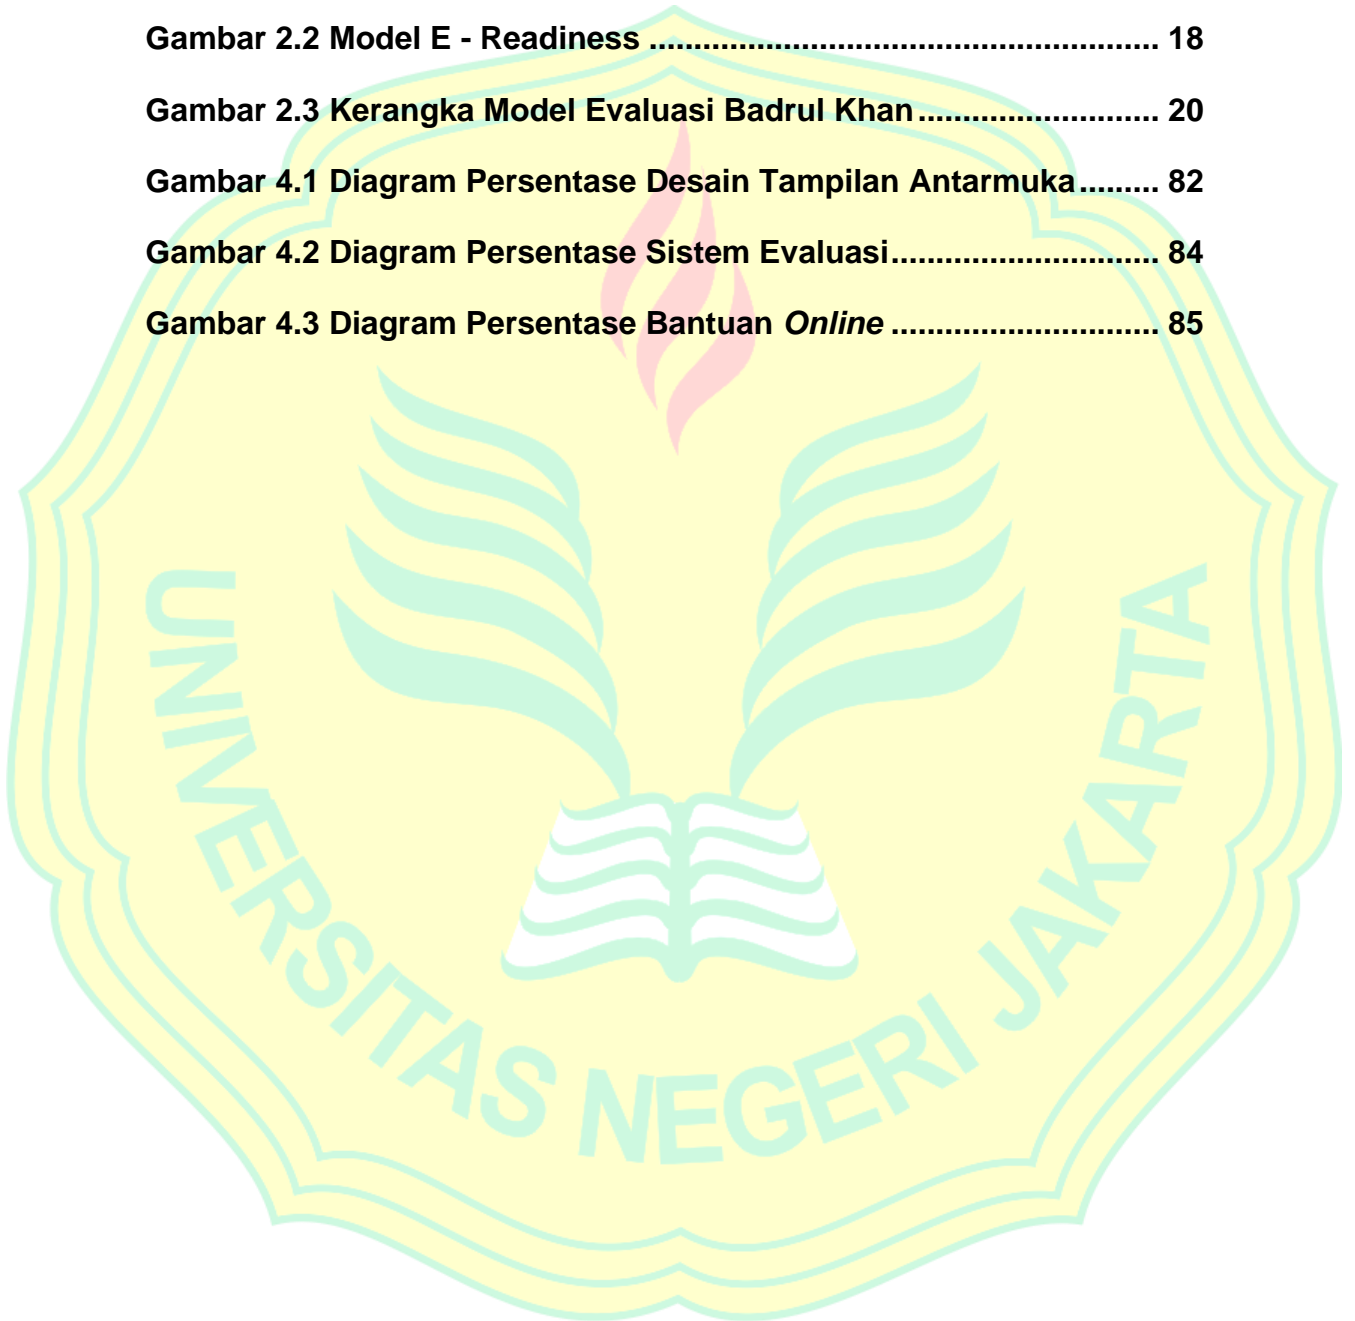 Gambar 2.2 Model E - Readiness .......................................................... 18
Gambar 2.3 Kerangka Model Evaluasi Badrul Khan ........................... 20
Gambar 4.1 Diagram Persentase Desain Tampilan Antarmuka ......... 82
Gambar 4.2 Diagram Persentase Sistem Evaluasi .............................. 84
Gambar 4.3 Diagram Persentase Bantuan Online .............................. 85
UNIVERSITAS NEGERI JAKARTA